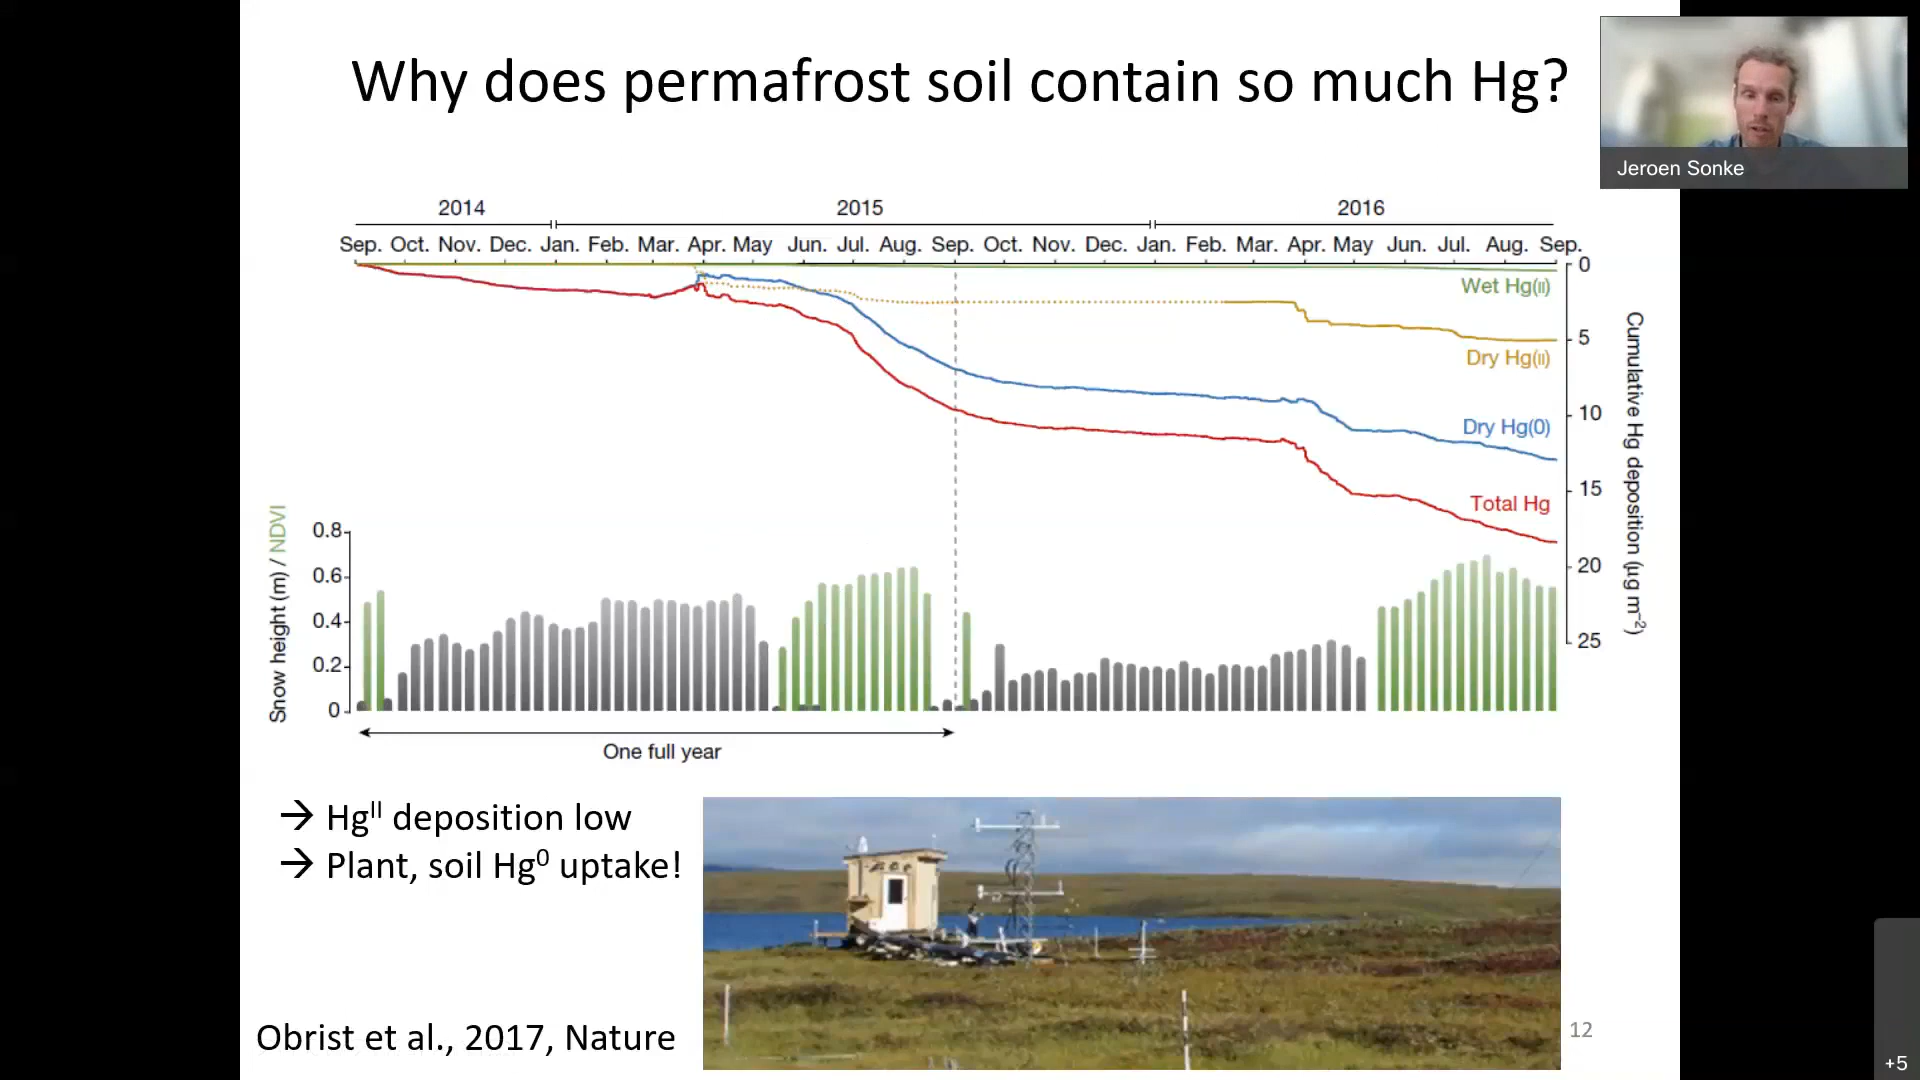 Why does permafrost soil contain so much Hg?
Jeroen Sonke
2014 2015 2016
Sep. Oct. Nov. Dec. Jan. Feb. Mar. Apr. May Jun. Jul. Aug. Sep. Oct. Nov. Dec. Jan. Feb. Mar. Apr. May Jun. Jul. Aug. Sep.
0
Wet Hg(II)
5
Dry Hg(II)
10
Dry Hg(0)
15
Total Hg
20
25
Cumulative Hg deposition (μg m⁻²)
Snow height (m) / NDVI
0.8
0.6
0.4
0.2
0
One full year
→ Hgᴵᴵ deposition low
→ Plant, soil Hg⁰ uptake!
Obrist et al., 2017, Nature
12
+5